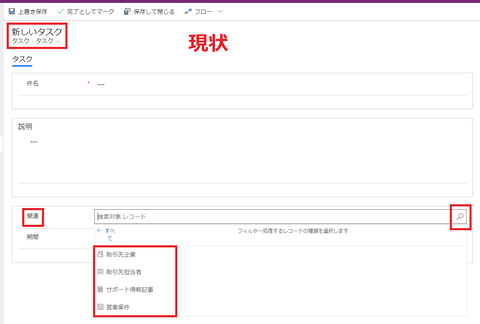 上書き保存 完了としてマーク 保存して閉じる フロー
新しいタスク
タスク・タスク
現状
タスク
件名 * ---
説明
---
関連 検索対象 レコード
すべて フィルター処理するレコードの種類を選択します
期間
取引先企業
取引先担当者
サポート情報記事
営業案件